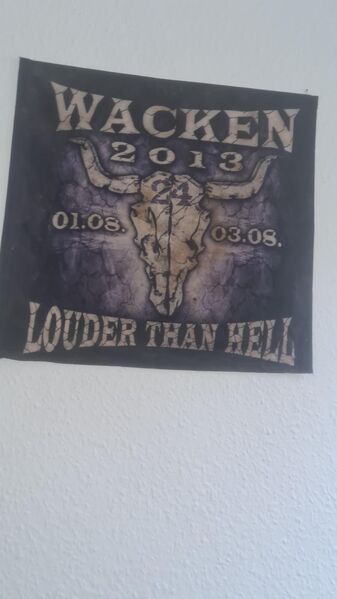 WACKEN
2013
24
01.08. 03.08.
LOUDER THAN HELL